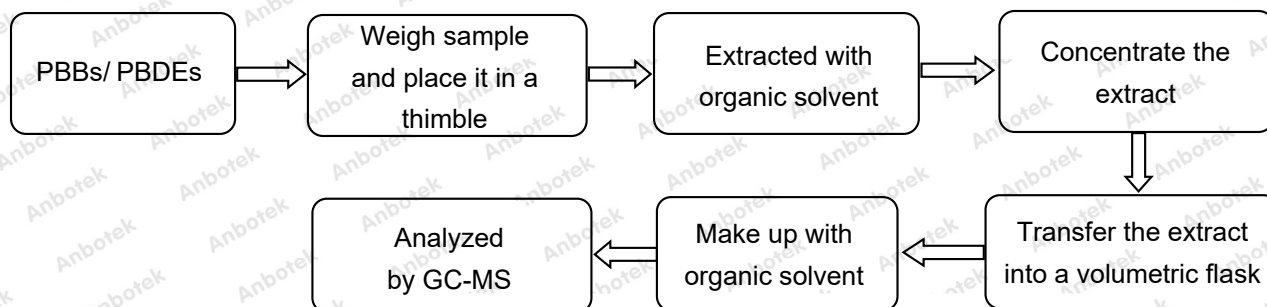 PBBs/ PBDEs
Weigh sample
and place it in a
thimble
Extracted with
organic solvent
Concentrate the
extract
Transfer the extract
into a volumetric flask
Make up with
organic solvent
Analyzed
by GC-MS
Anbotek